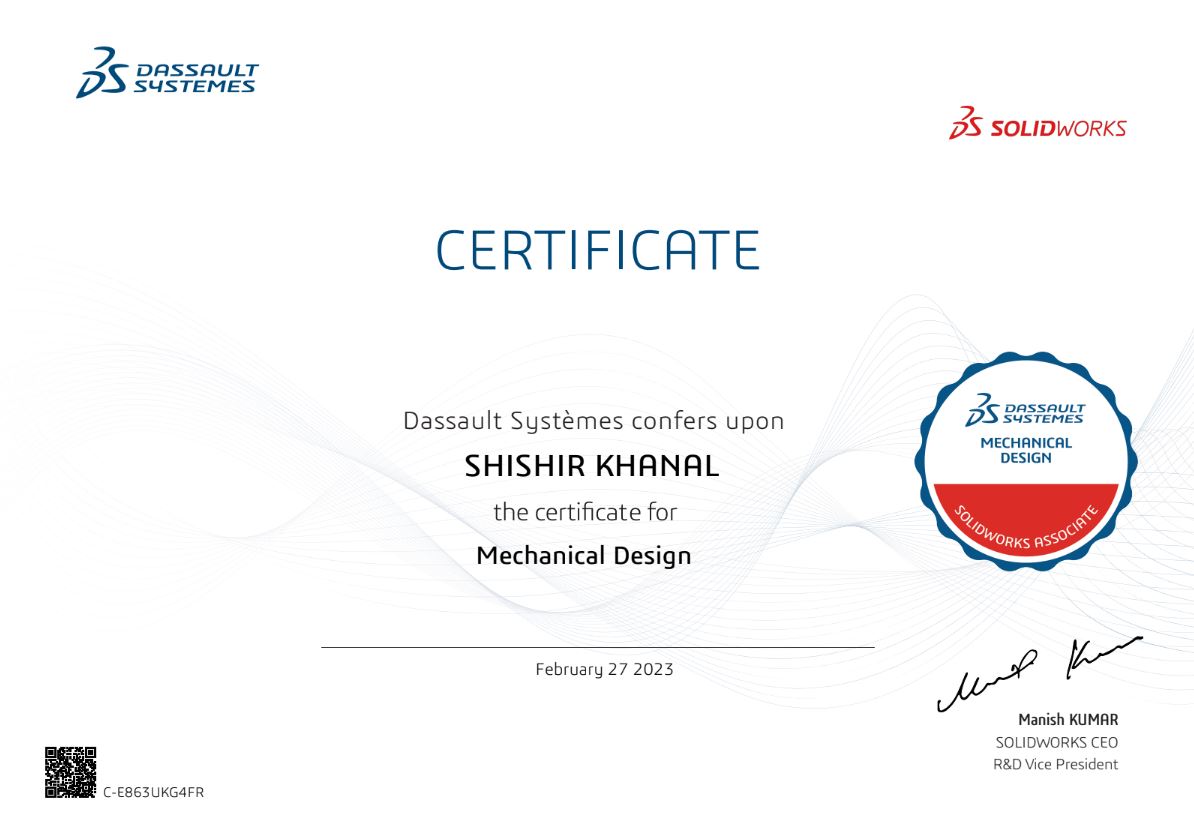 DASSAULT
SYSTEMES
SOLIDWORKS
CERTIFICATE
Dassault Systèmes confers upon
SHISHIR KHANAL
the certificate for
Mechanical Design
DASSAULT
SYSTEMES
MECHANICAL
DESIGN
SOLIDWORKS ASSOCIATE
February 27 2023
Manish KUMAR
SOLIDWORKS CEO
R&D Vice President
C-E863UKG4FR